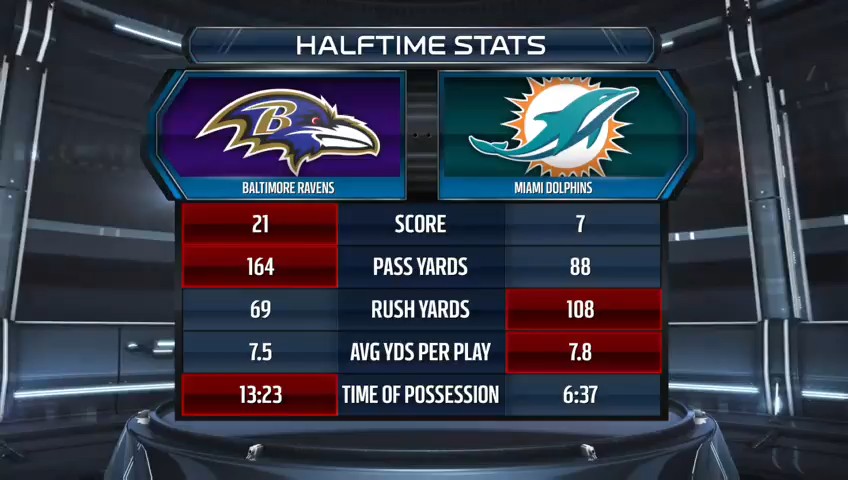 HALFTIME STATS
B
BALTIMORE RAVENS MIAMI DOLPHINS
21 SCORE 7
164 PASS YARDS 88
69 RUSH YARDS 108
7.5 AVG YDS PER PLAY 7.8
13:23 TIME OF POSSESSION 6:37